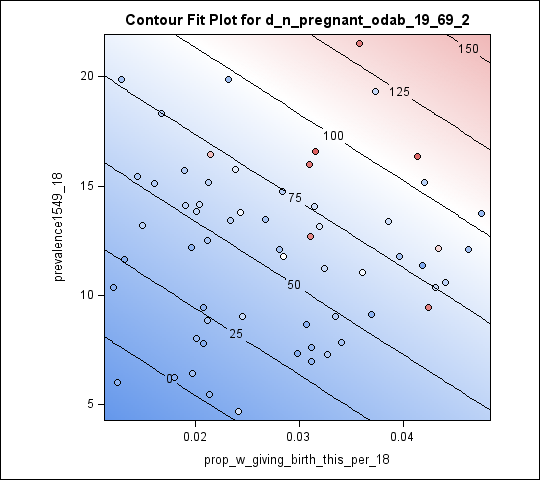 Contour Fit Plot for d_n_pregnant_odab_19_69_2
150
20
125
100
15
75
prevalence1549_18
10
50
25
0
5
0.02 0.03 0.04
prop_w_giving_birth_this_per_18